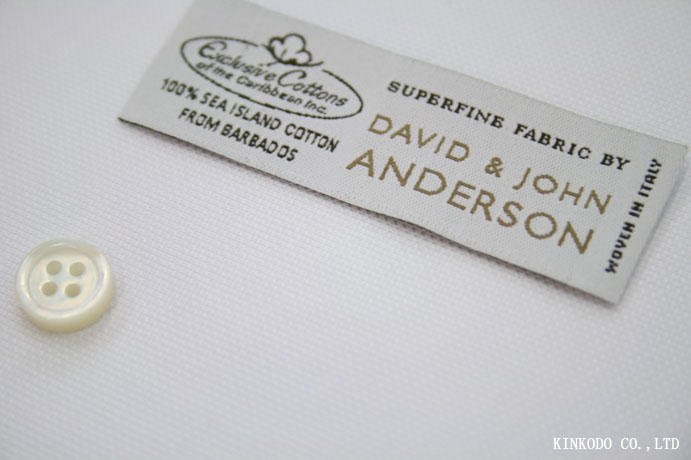 Exclusive Cottons
of the Caribbean Inc.
100% SEA ISLAND COTTON
FROM BARBADOS
SUPERFINE FABRIC BY
DAVID & JOHN
ANDERSON
WOVEN IN ITALY
KINKODO CO.,LTD